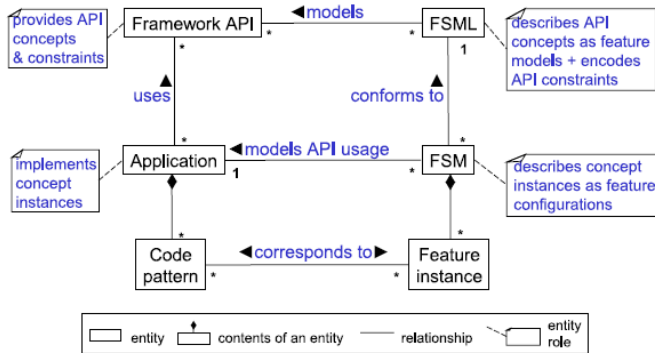 provides API
concepts
& constraints
Framework API
models
FSML
describes API
concepts as feature
models + encodes
API constraints
*
*
*
1
uses
conforms to
*
*
implements
concept
instances
Application
models API usage
FSM
describes concept
instances as feature
configurations
1
*
*
*
Code
pattern
corresponds to
Feature
instance
*
*
entity
contents of an entity
relationship
entity
role